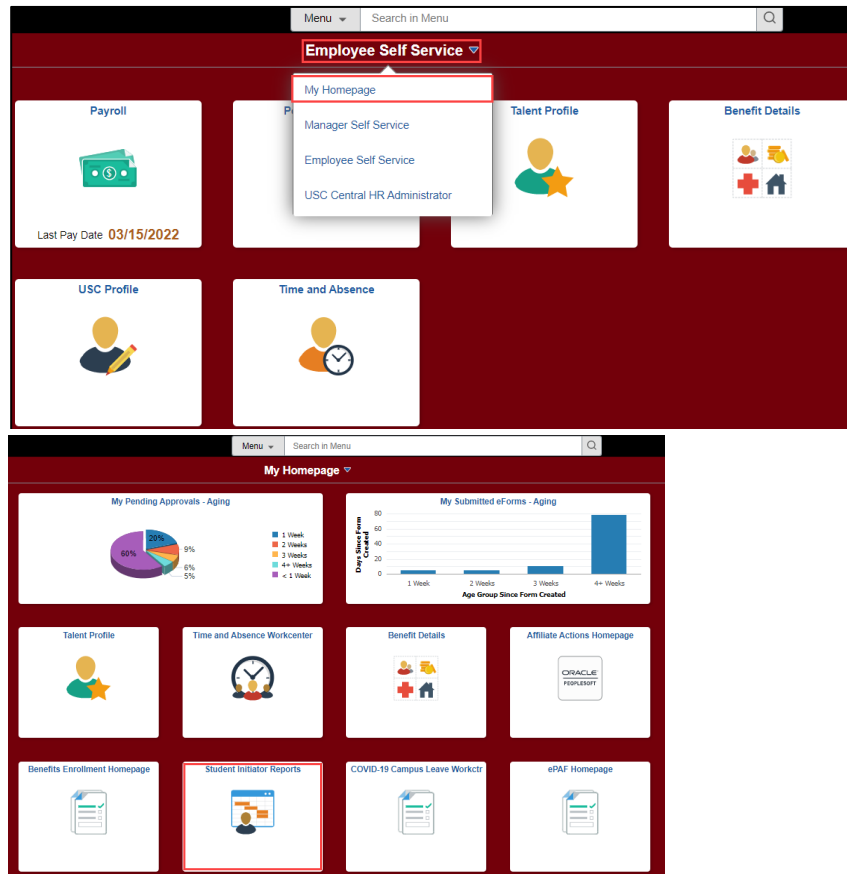 Menu Search in Menu
Employee Self Service
My Homepage
Manager Self Service
Employee Self Service
USC Central HR Administrator
Payroll
Talent Profile
Benefit Details
Last Pay Date 03/15/2022
USC Profile
Time and Absence
Menu Search in Menu
My Homepage
My Pending Approvals - Aging
20%
9%
6%
5%
60%
1 Week
2 Weeks
3 Weeks
4+ Weeks
< 1 Week
My Submitted eForms - Aging
Days Since Form
Created
80
60
40
20
0
1 Week 2 Weeks 3 Weeks 4+ Weeks
Age Group Since Form Created
Talent Profile
Time and Absence Workcenter
Benefit Details
Affiliate Actions Homepage
ORACLE
PEOPLESOFT
Benefits Enrollment Homepage
Student Initiator Reports
COVID-19 Campus Leave Workctr
ePAF Homepage